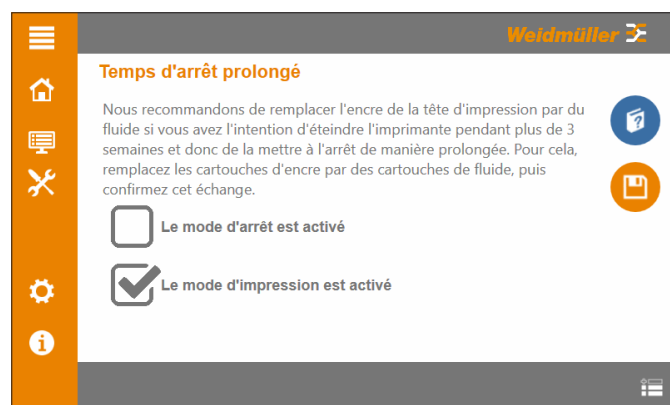 Weidmüller
Temps d'arrêt prolongé
Nous recommandons de remplacer l'encre de la tête d'impression par du
fluide si vous avez l'intention d'éteindre l'imprimante pendant plus de 3
semaines et donc de la mettre à l'arrêt de manière prolongée. Pour cela,
remplacez les cartouches d'encre par des cartouches de fluide, puis
confirmez cet échange.
Le mode d'arrêt est activé
Le mode d'impression est activé